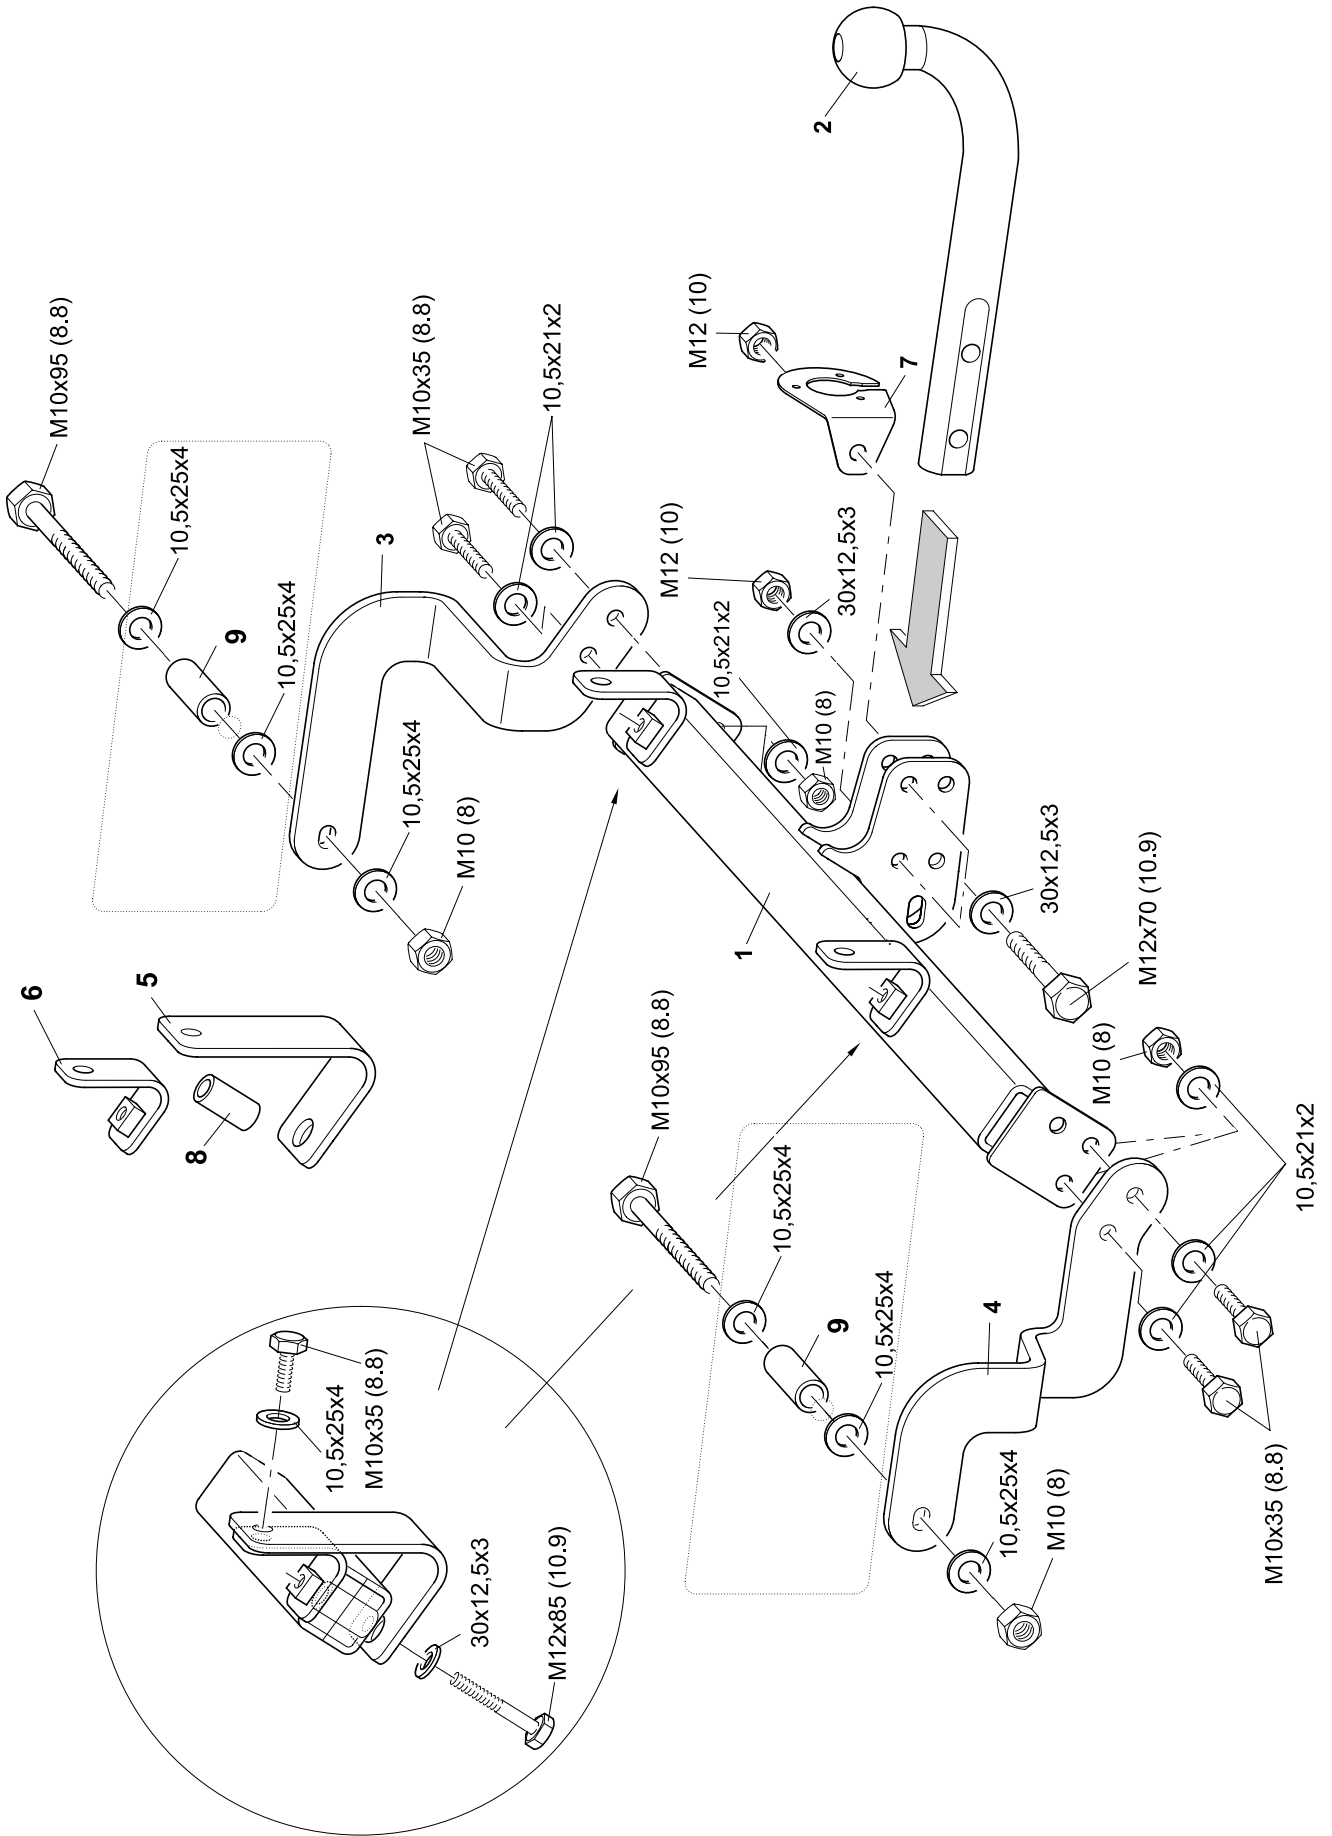 M10x95 (8.8)
10,5x25x4
9
10,5x25x4
3
M10x35 (8.8)
10,5x21x2
M12 (10)
2
7
M12 (10)
30x12,5x3
10,5x21x2
M10 (8)
10,5x25x4
M10 (8)
6
5
8
1
30x12,5x3
M12x70 (10.9)
M10x95 (8.8)
10,5x25x4
9
10,5x25x4
4
M10 (8)
10,5x21x2
10,5x25x4
M10 (8)
M10x35 (8.8)
10,5x25x4
M10x35 (8.8)
30x12,5x3
M12x85 (10.9)